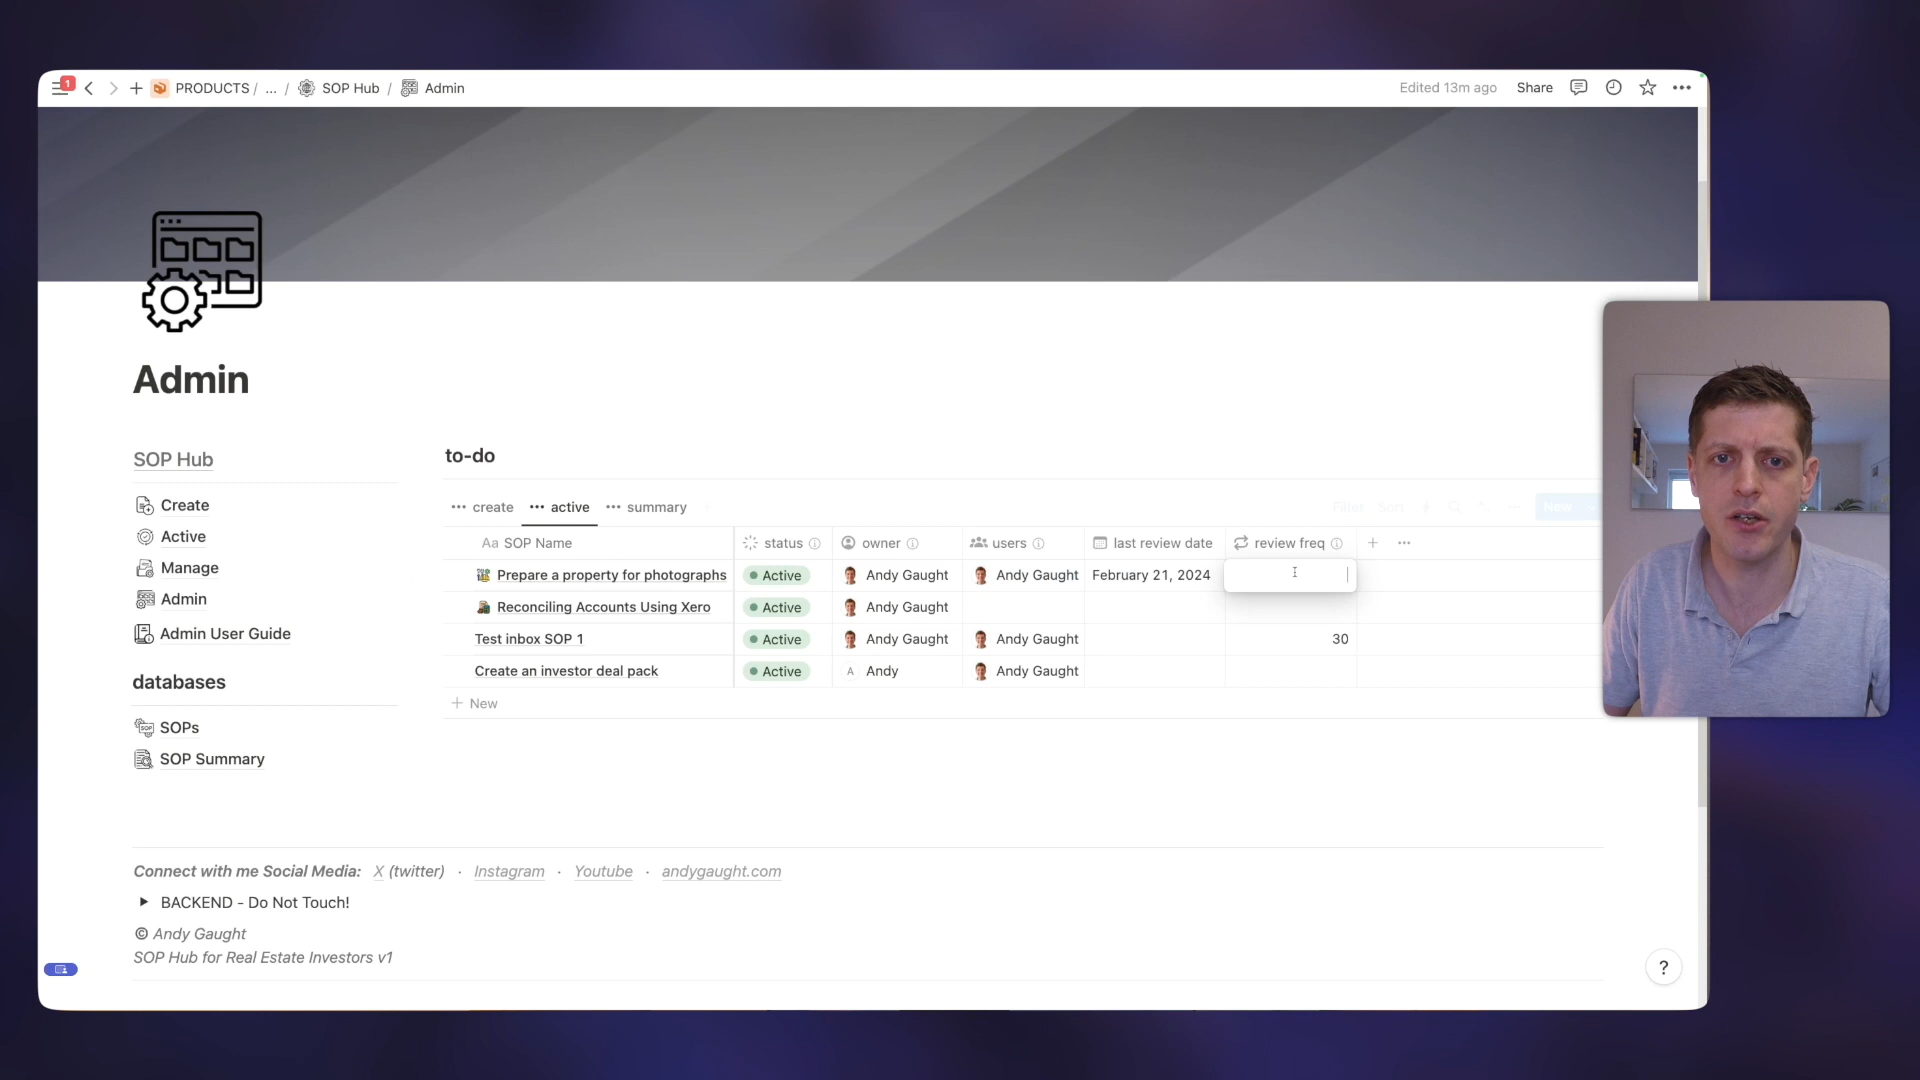 1 PRODUCTS / ... / SOP Hub / Admin Edited 13m ago Share
Admin
SOP Hub
Create
Active
Manage
Admin
Admin User Guide
databases
SOPs
SOP Summary
to-do
create active summary Filter Sort New
Aa SOP Name status owner users last review date review freq
Prepare a property for photographs Active Andy Gaught Andy Gaught February 21, 2024
Reconciling Accounts Using Xero Active Andy Gaught
Test inbox SOP 1 Active Andy Gaught Andy Gaught 30
Create an investor deal pack Active A Andy Andy Gaught
New
Connect with me Social Media: X (twitter) · Instagram · Youtube · andygaught.com
BACKEND - Do Not Touch!
© Andy Gaught
SOP Hub for Real Estate Investors v1
?